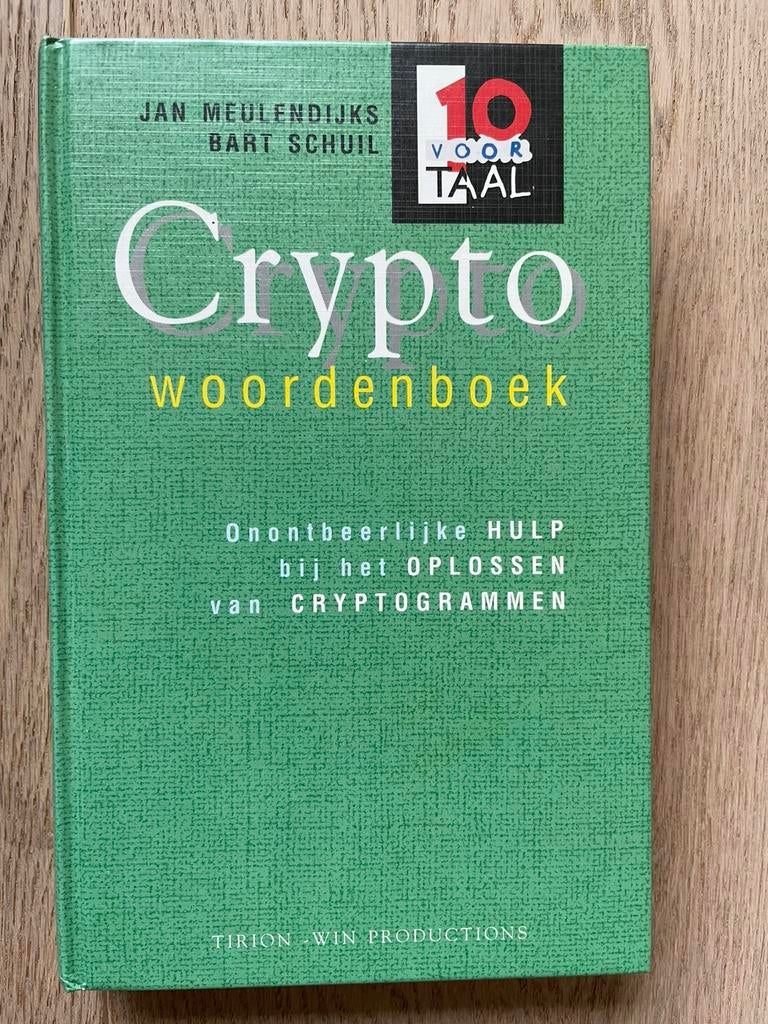 JAN MEULENDIJKS
BART SCHUIL
10
VOOR
TAAL
Crypto
woordenboek
Onontbeerlijke HULP
bij het OPLOSSEN
van CRYPTOGRAMMEN
TIRION - WIN PRODUCTIONS